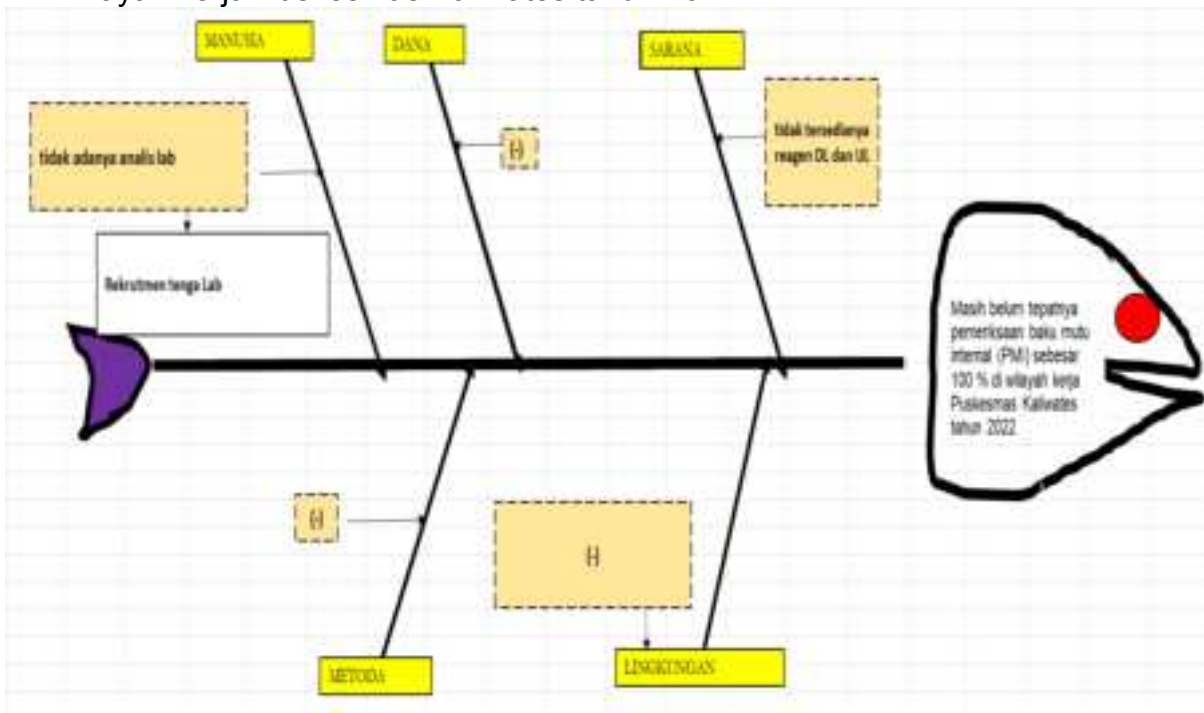 MANUSIA
DANA
SARANA
tidak adanya analis lab
(-)
tidak tersedianya
reagen DL dan UL
Rekrutmen tenga Lab
Masih belum tepatnya
pemeriksaan baku mutu
internal (PMI) sebesar
100 % di wilayah kerja
Puskesmas Kaliwates
tahun 2022
(-)
(-)
METODA
LINGKUNGAN